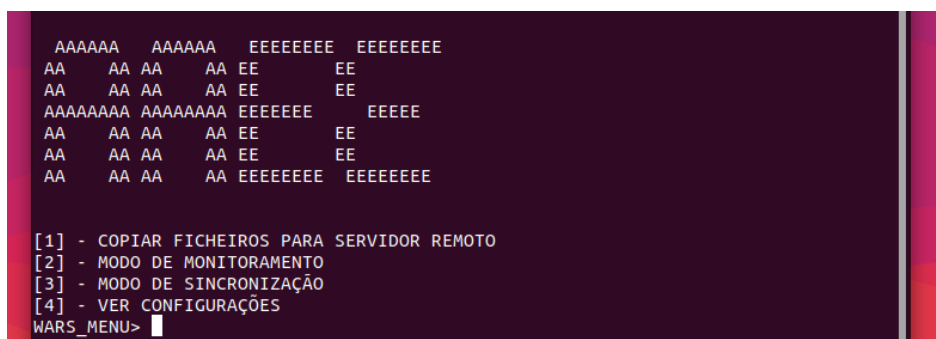 AAAAAA   AAAAAA   EEEEEEEE  EEEEEEEE
AA    AA AA    AA EE       EE
AA    AA AA    AA EE       EE
AAAAAAAA AAAAAAAA EEEEEEE     EEEEE
AA    AA AA    AA EE       EE
AA    AA AA    AA EE       EE
AA    AA AA    AA EEEEEEEE  EEEEEEEE
[1] - COPIAR FICHEIROS PARA SERVIDOR REMOTO
[2] - MODO DE MONITORAMENTO
[3] - MODO DE SINCRONIZAÇÃO
[4] - VER CONFIGURAÇÕES
WARS_MENU>